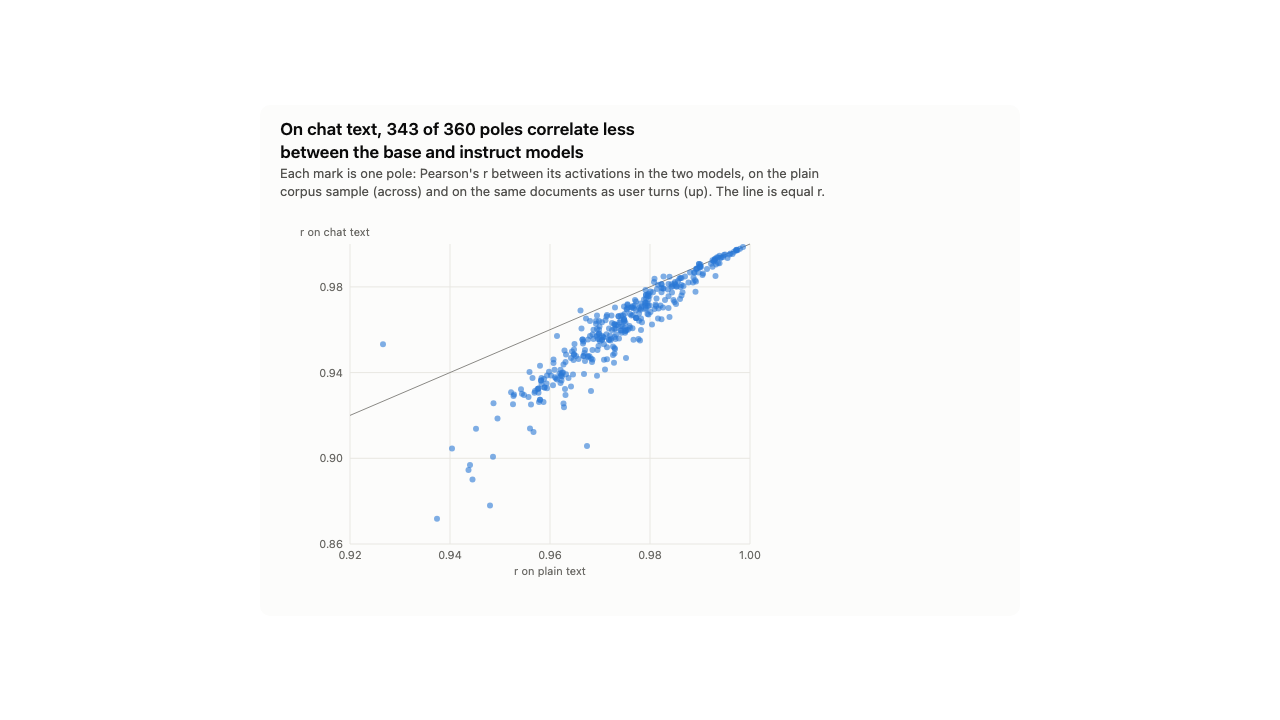 On chat text, 343 of 360 poles correlate less
between the base and instruct models
Each mark is one pole: Pearson's r between its activations in the two models, on the plain
corpus sample (across) and on the same documents as user turns (up). The line is equal r.
r on chat text
0.98
0.94
0.90
0.86
0.92 0.94 0.96 0.98 1.00
r on plain text